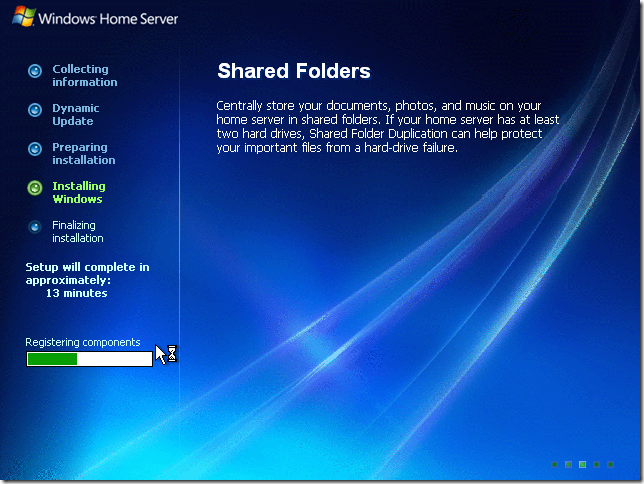 Windows Home Server
Collecting
information
Dynamic
Update
Preparing
installation
Installing
Windows
Finalizing
installation
Setup will complete in
approximately:
13 minutes
Registering components
Shared Folders
Centrally store your documents, photos, and music on your
home server in shared folders. If your home server has at least
two hard drives, Shared Folder Duplication can help protect
your important files from a hard-drive failure.